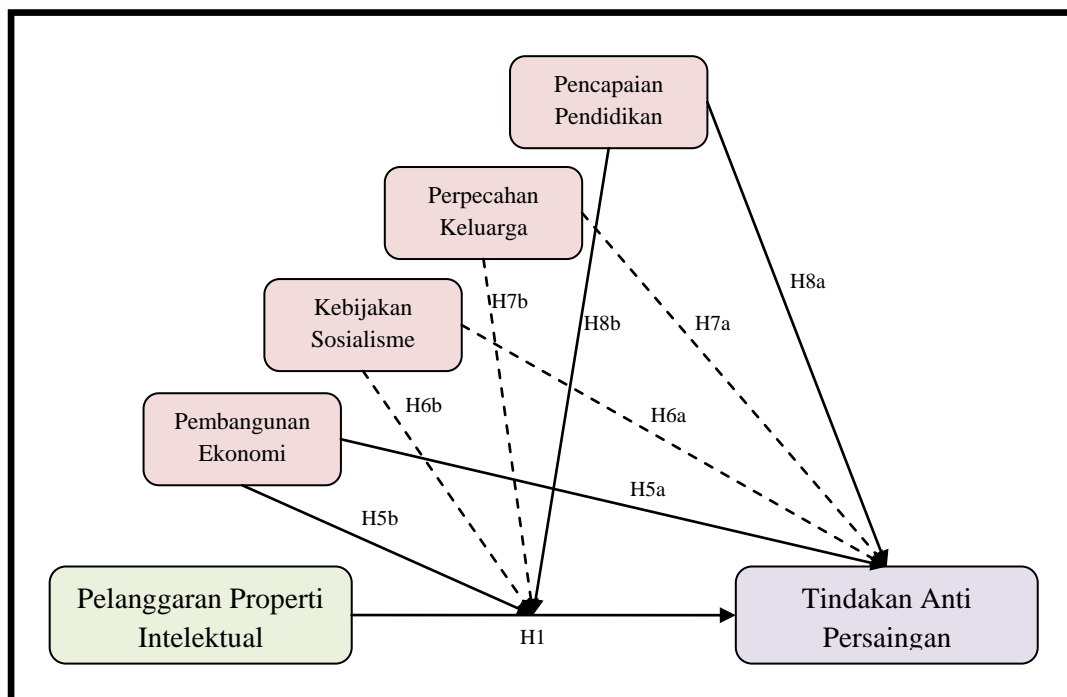 Pencapaian
Pendidikan
Perpecahan
Keluarga
H8a
H7b
Kebijakan
Sosialisme
H8b
H7a
H6b
H6a
Pembangunan
Ekonomi
H5a
H5b
Pelanggaran Properti
Intelektual
H1
Tindakan Anti
Persaingan